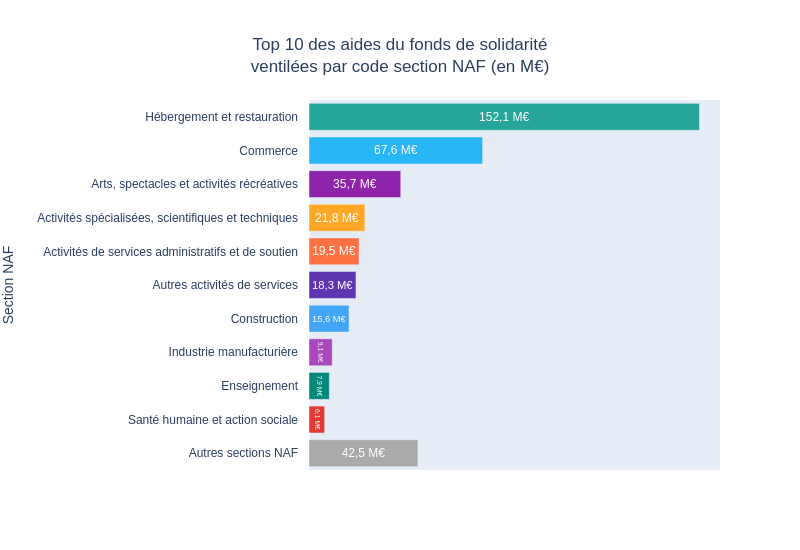 Top 10 des aides du fonds de solidarité
ventilées par code section NAF (en M€)
Section NAF
Hébergement et restauration 152,1 M€
Commerce 67,6 M€
Arts, spectacles et activités récréatives 35,7 M€
Activités spécialisées, scientifiques et techniques 21,8 M€
Activités de services administratifs et de soutien 19,5 M€
Autres activités de services 18,3 M€
Construction 15,6 M€
Industrie manufacturière 9,1 M€
Enseignement 7,9 M€
Santé humaine et action sociale 6,1 M€
Autres sections NAF 42,5 M€